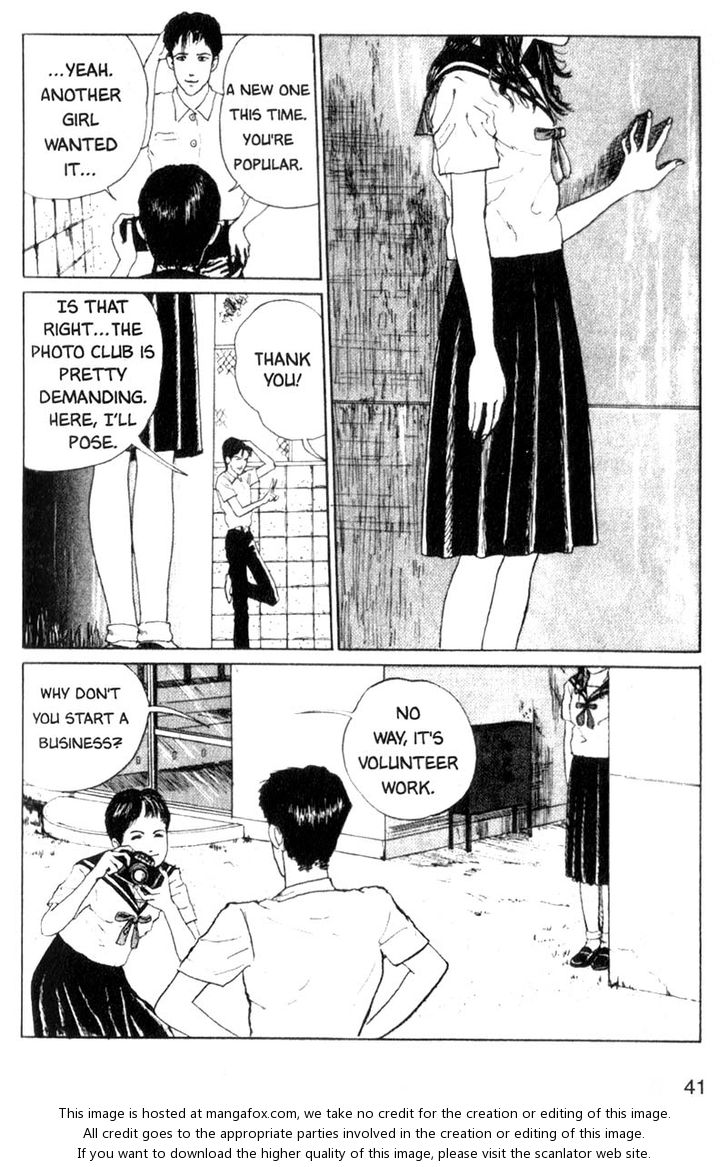 ...YEAH.
ANOTHER
GIRL
WANTED
IT...
A NEW ONE
THIS TIME.
YOU'RE
POPULAR.
IS THAT
RIGHT...THE
PHOTO CLUB IS
PRETTY
DEMANDING.
HERE, I'LL
POSE.
THANK
YOU!
WHY DON'T
YOU START A
BUSINESS?
NO
WAY, IT'S
VOLUNTEER
WORK.
41
This image is hosted at mangafox.com, we take no credit for the creation or editing of this image.
All credit goes to the appropriate parties involved in the creation or editing of this image.
If you want to download the higher quality of this image, please visit the scanlator web site.